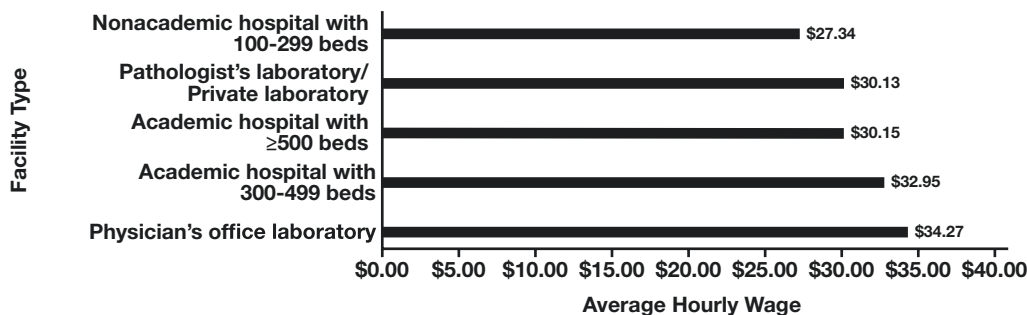 Facility Type
Nonacademic hospital with
100-299 beds
$27.34
Pathologist's laboratory/
Private laboratory
$30.13
Academic hospital with
≥500 beds
$30.15
Academic hospital with
300-499 beds
$32.95
Physician's office laboratory
$34.27
$0.00 $5.00 $10.00 $15.00 $20.00 $25.00 $30.00 $35.00 $40.00
Average Hourly Wage